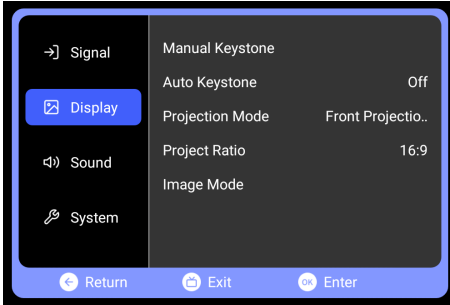 Signal
Display
Sound
System
Manual Keystone
Auto Keystone Off
Projection Mode Front Projectio..
Project Ratio 16:9
Image Mode
Return Exit OK Enter